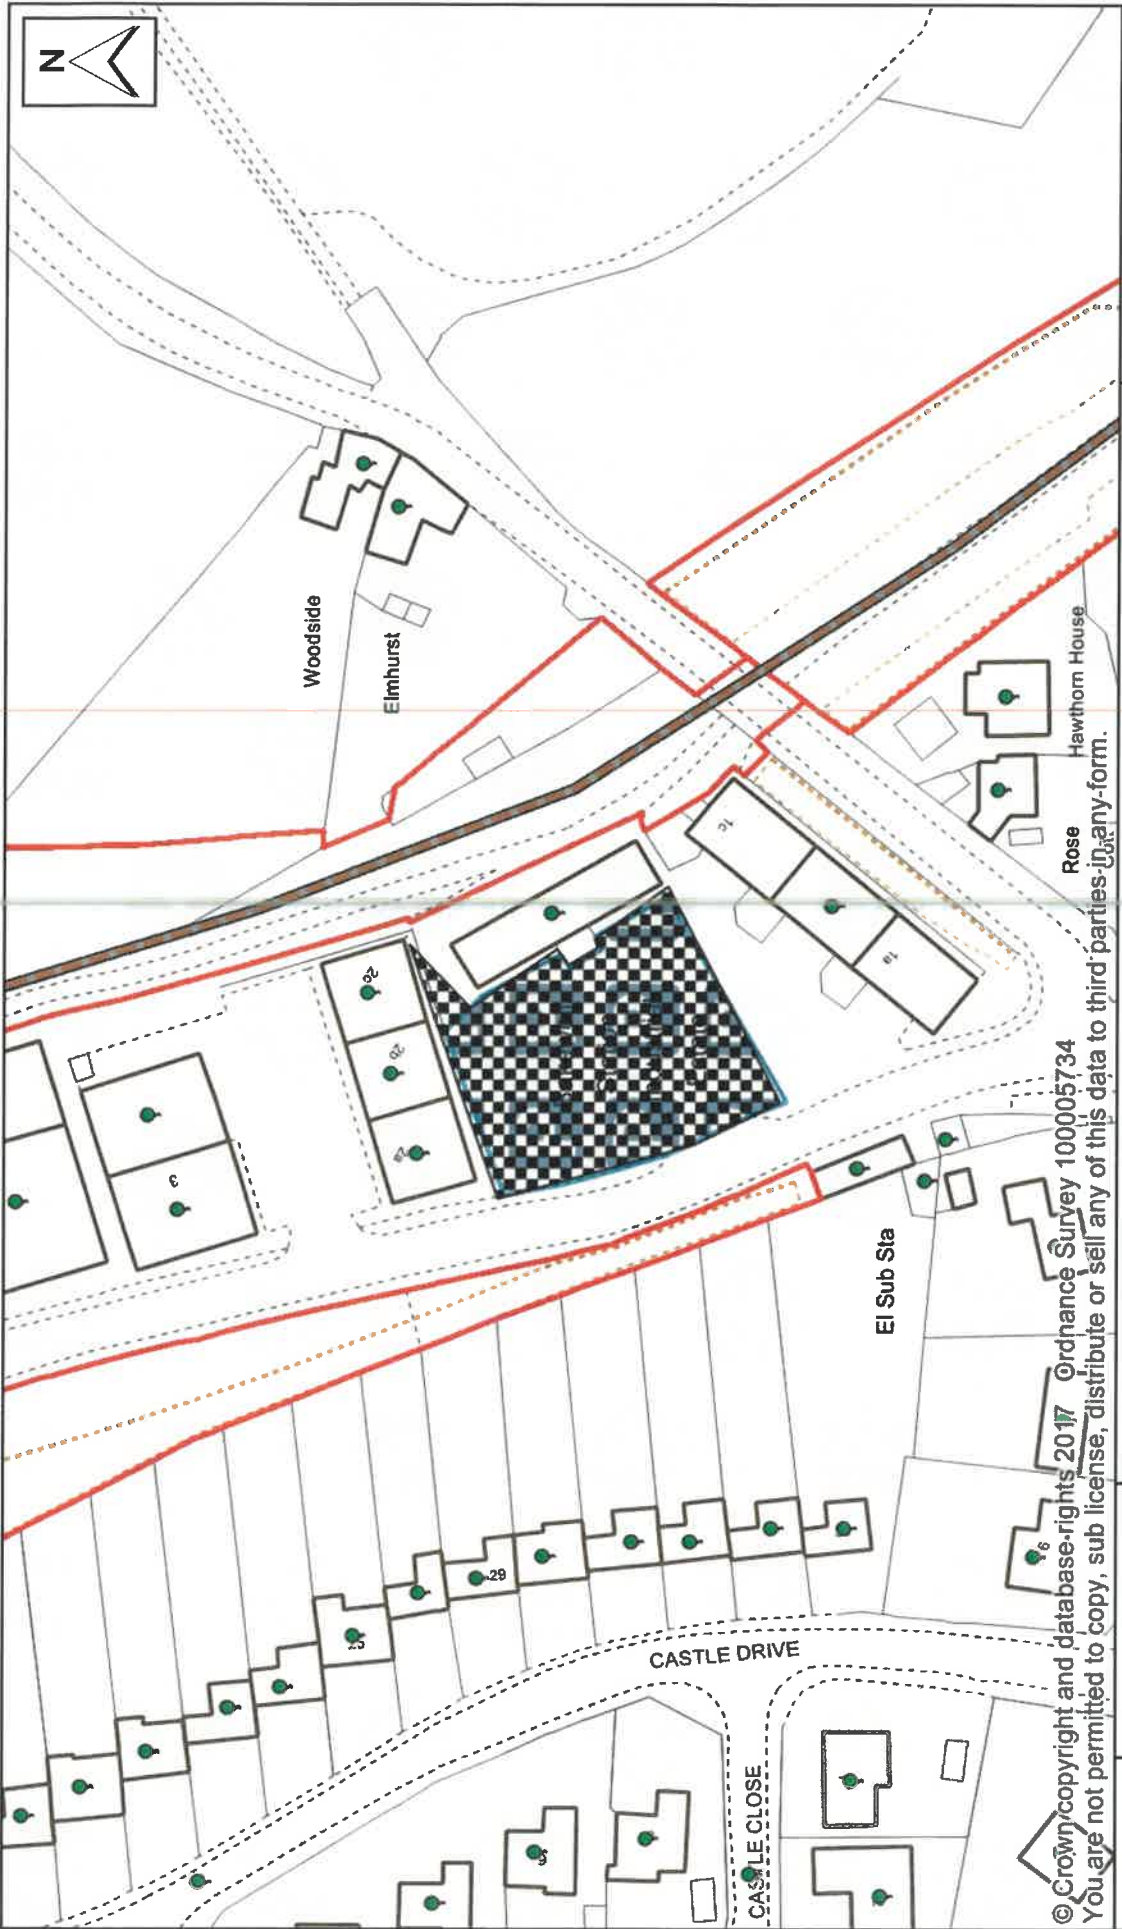 N
Woodside
Elmhurst
2c
2b
2a
3
1c
1a
Hawthorn House
Rose
El Sub Sta
29
25
CASTLE DRIVE
CASTLE CLOSE
9
© Crown copyright and database rights 2017 Ordnance Survey 100005734
You are not permitted to copy, sub license, distribute or sell any of this data to third parties in any form.